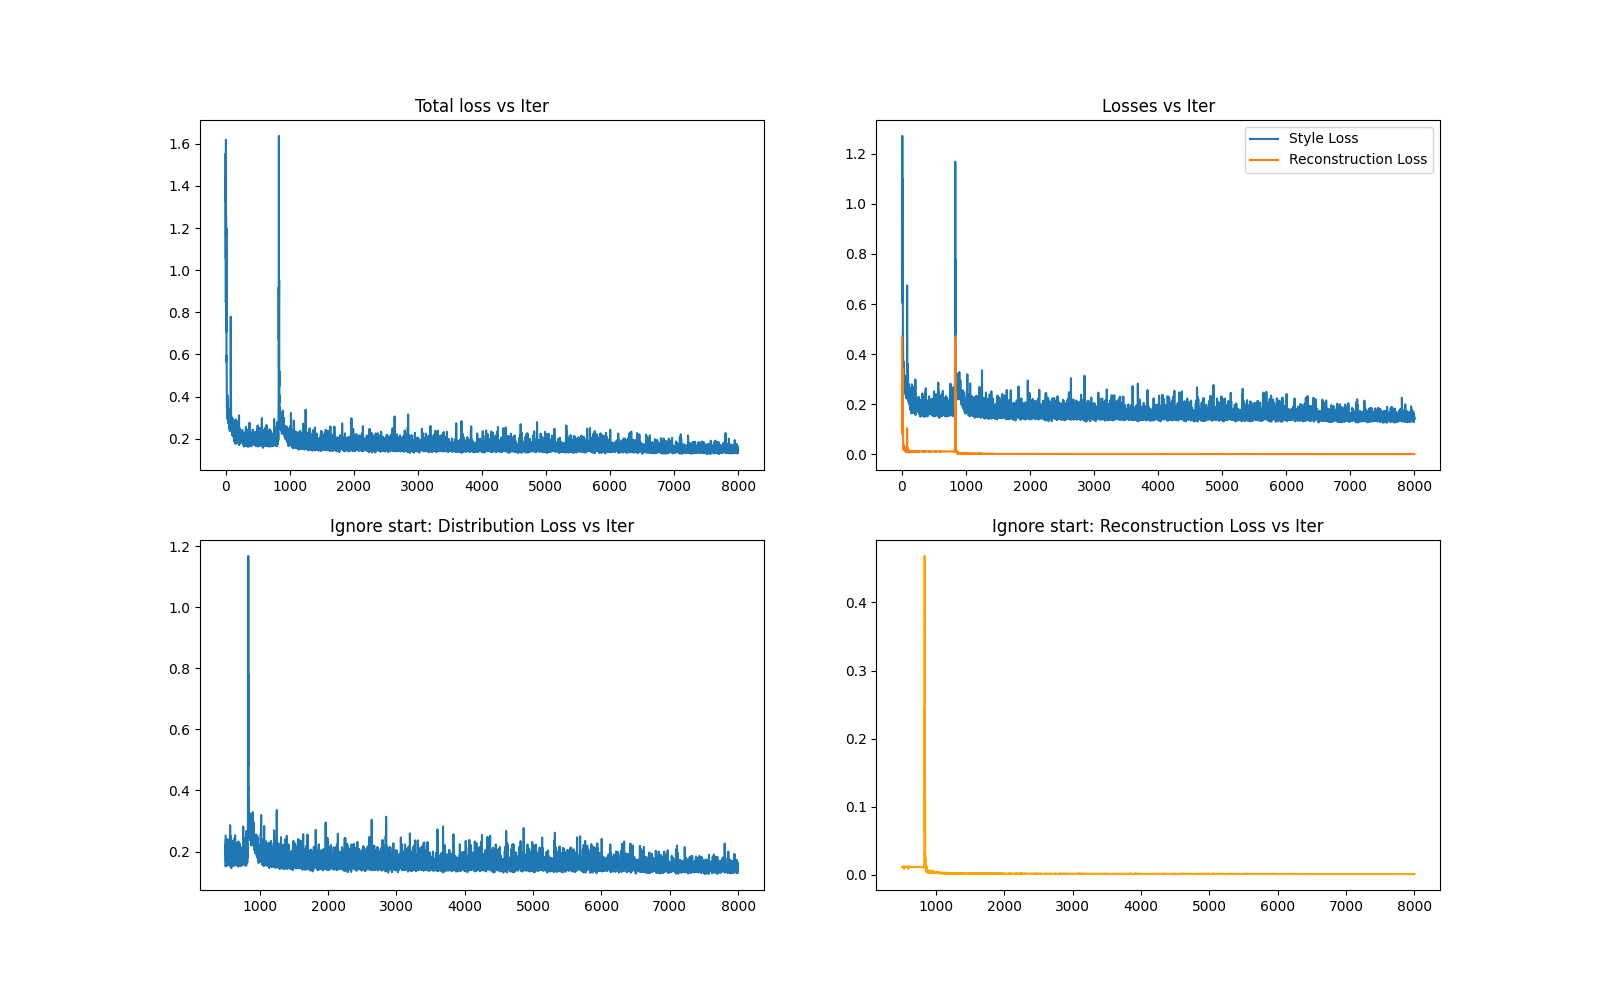 Total loss vs Iter
1.6
1.4
1.2
1.0
0.8
0.6
0.4
0.2
0 1000 2000 3000 4000 5000 6000 7000 8000
Losses vs Iter
Style Loss
Reconstruction Loss
1.2
1.0
0.8
0.6
0.4
0.2
0.0
0 1000 2000 3000 4000 5000 6000 7000 8000
Ignore start: Distribution Loss vs Iter
1.2
1.0
0.8
0.6
0.4
0.2
1000 2000 3000 4000 5000 6000 7000 8000
Ignore start: Reconstruction Loss vs Iter
0.4
0.3
0.2
0.1
0.0
1000 2000 3000 4000 5000 6000 7000 8000